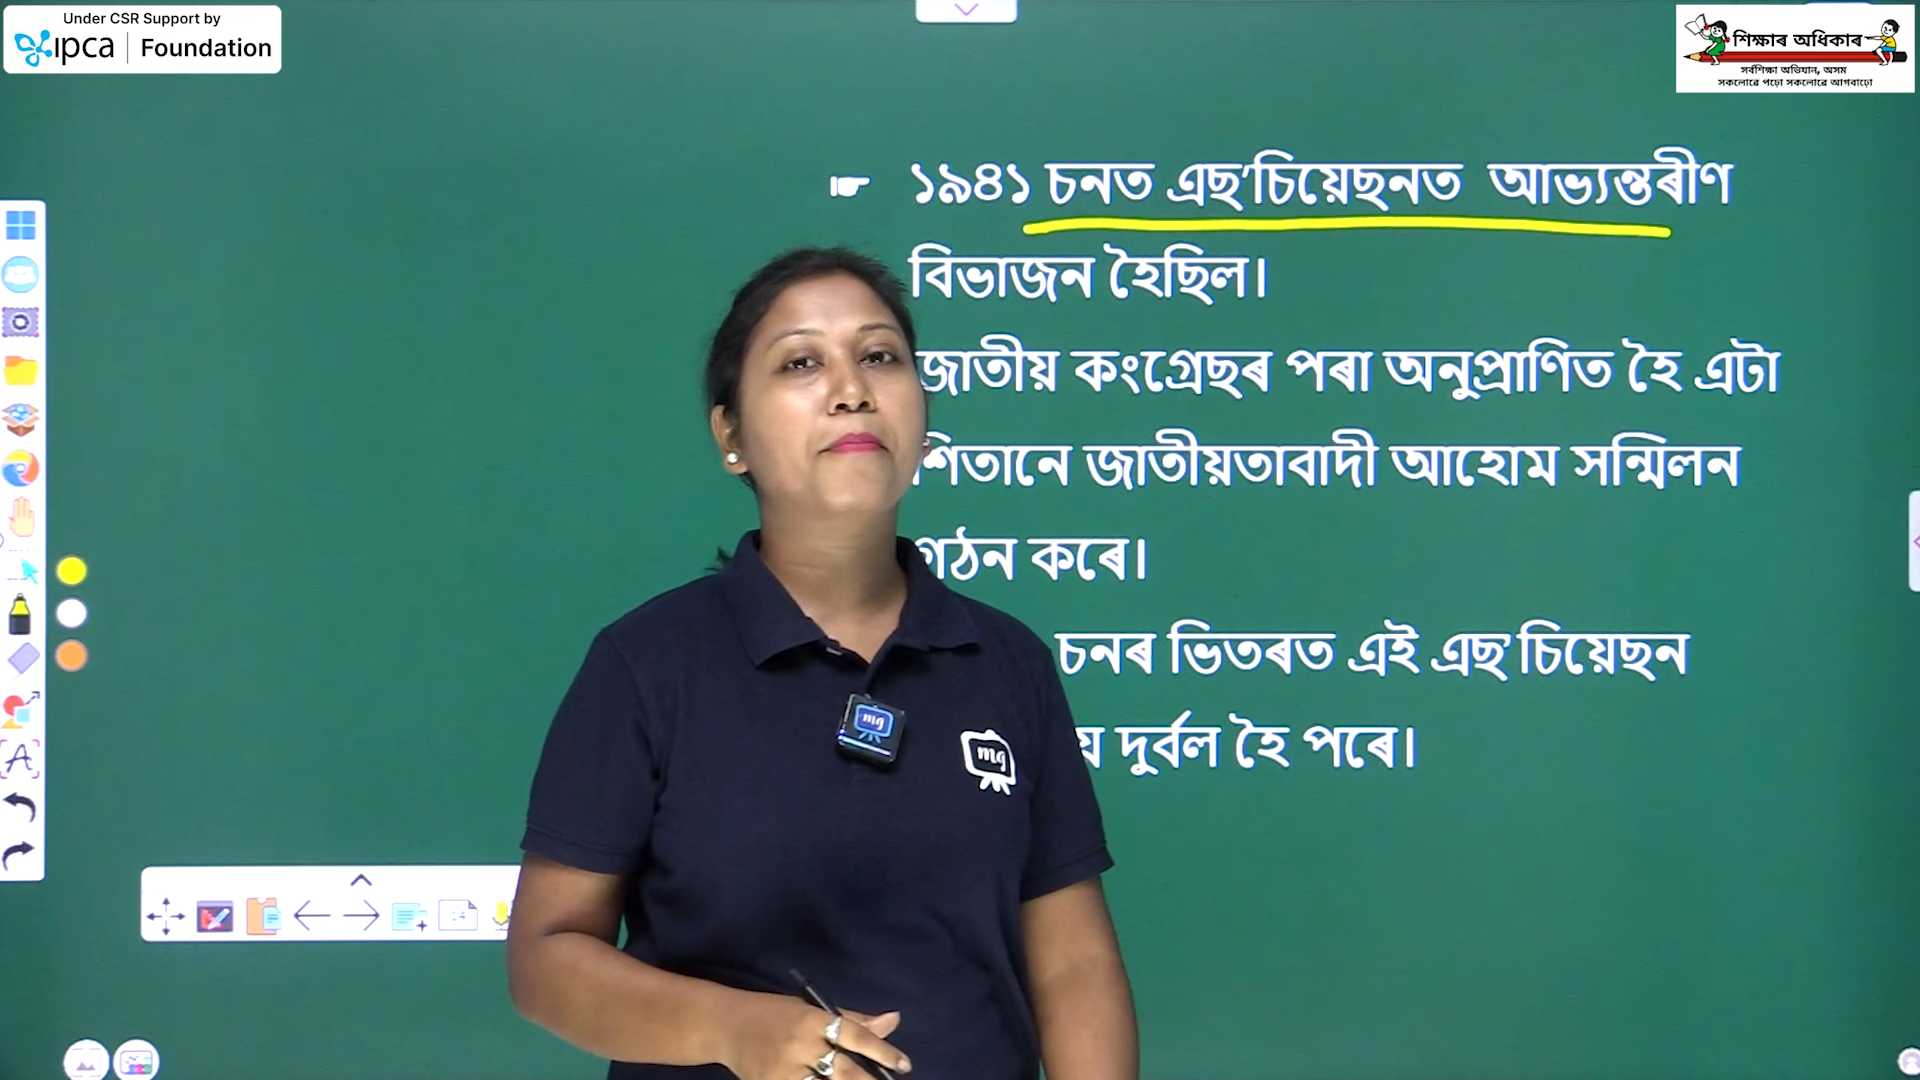 Under CSR Support by
ipca Foundation
শিক্ষাৰ অধিকাৰ
সৰ্বশিক্ষা অভিযান, অসম
সকলোৱে পঢ়ো সকলোৱে আগবাঢ়ো
১৯৪১ চনত এছ'চিয়েছনত আভ্যন্তৰীণ
বিভাজন হৈছিল।
জাতীয় কংগ্ৰেছৰ পৰা অনুপ্ৰাণিত হৈ এটা
শিতানে জাতীয়তাবাদী আহোম সন্মিলন
গঠন কৰে।
চনৰ ভিতৰত এই এছ'চিয়েছন
দুৰ্বল হৈ পৰে।
mg
mg